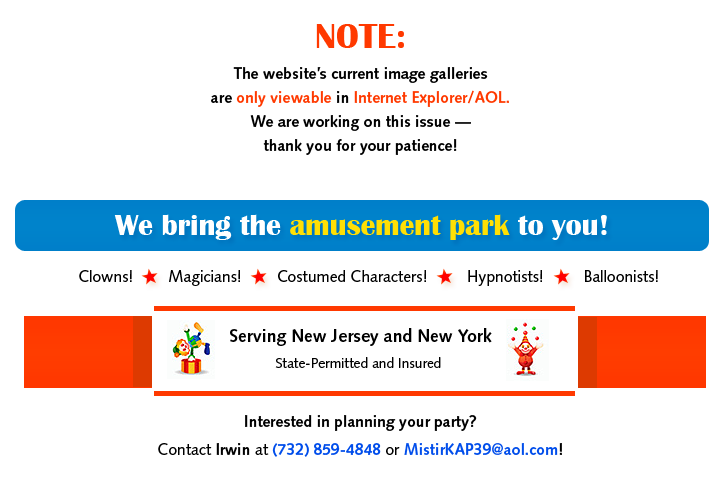 NOTE:
The website's current image galleries
are only viewable in Internet Explorer/AOL.
We are working on this issue —
thank you for your patience!
We bring the amusement park to you!
Clowns! Magicians! Costumed Characters! Hypnotists! Balloonists!
Serving New Jersey and New York
State-Permitted and Insured
Interested in planning your party?
Contact Irwin at (732) 859-4848 or MistirKAP39@aol.com!